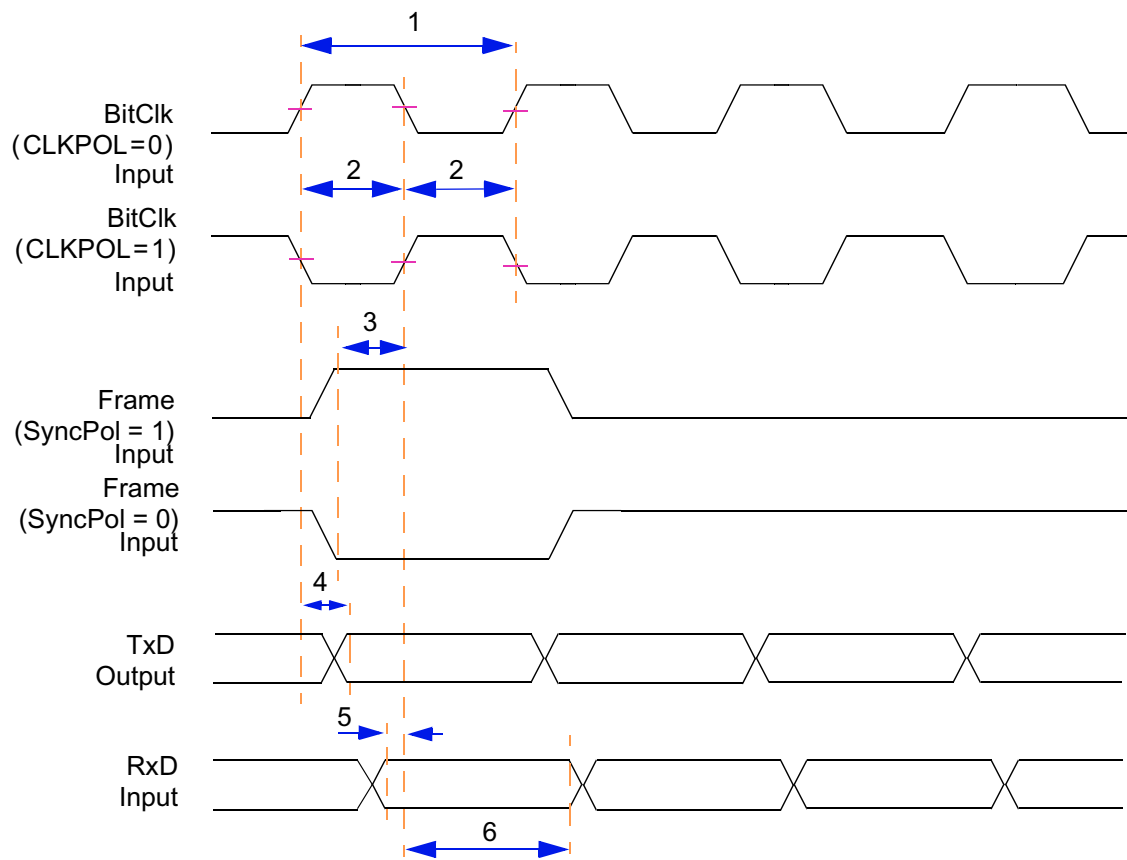 1
BitClk
(CLKPOL=0)
Input
2
2
BitClk
(CLKPOL=1)
Input
3
Frame
(SyncPol = 1)
Input
Frame
(SyncPol = 0)
Input
4
TxD
Output
5
RxD
Input
6